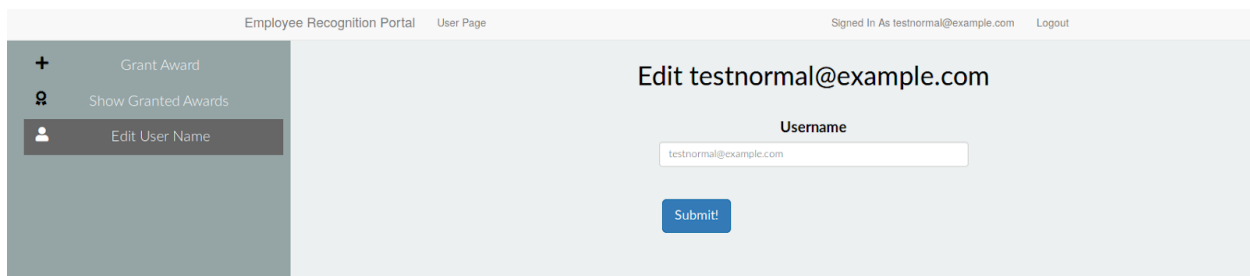 Employee Recognition Portal User Page Signed In As testnormal@example.com Logout
Grant Award
Show Granted Awards
Edit User Name
Edit testnormal@example.com
Username
testnormal@example.com
Submit!